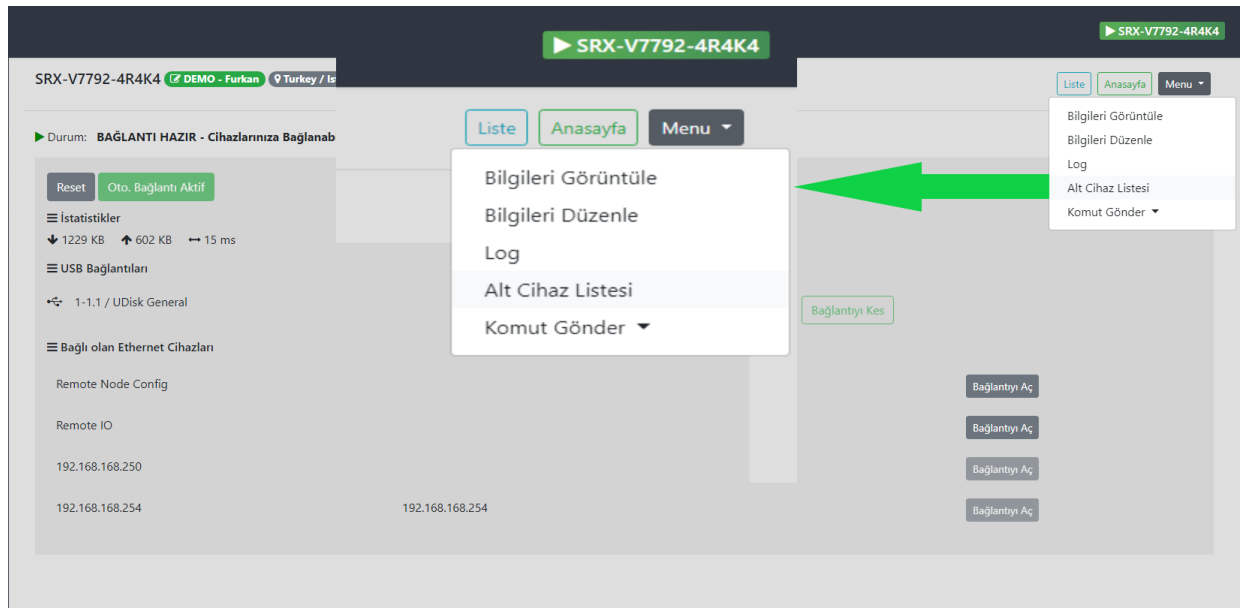 SRX-V7792-4R4K4
SRX-V7792-4R4K4
SRX-V7792-4R4K4 DEMO - Furkan Turkey / Is
Liste Anasayfa Menu
Liste Anasayfa Menu
Bilgileri Görüntüle
Bilgileri Düzenle
Log
Alt Cihaz Listesi
Komut Gönder
Bilgileri Görüntüle
Bilgileri Düzenle
Log
Alt Cihaz Listesi
Komut Gönder
Durum: BAĞLANTI HAZIR - Cihazlarınıza Bağlanab
Reset Oto. Bağlantı Aktif
İstatistikler
1229 KB 602 KB 15 ms
USB Bağlantıları
1-1.1 / UDisk General
Bağlantıyı Kes
Bağlı olan Ethernet Cihazları
Remote Node Config Bağlantıyı Aç
Remote IO Bağlantıyı Aç
192.168.168.250 Bağlantıyı Aç
192.168.168.254 192.168.168.254 Bağlantıyı Aç